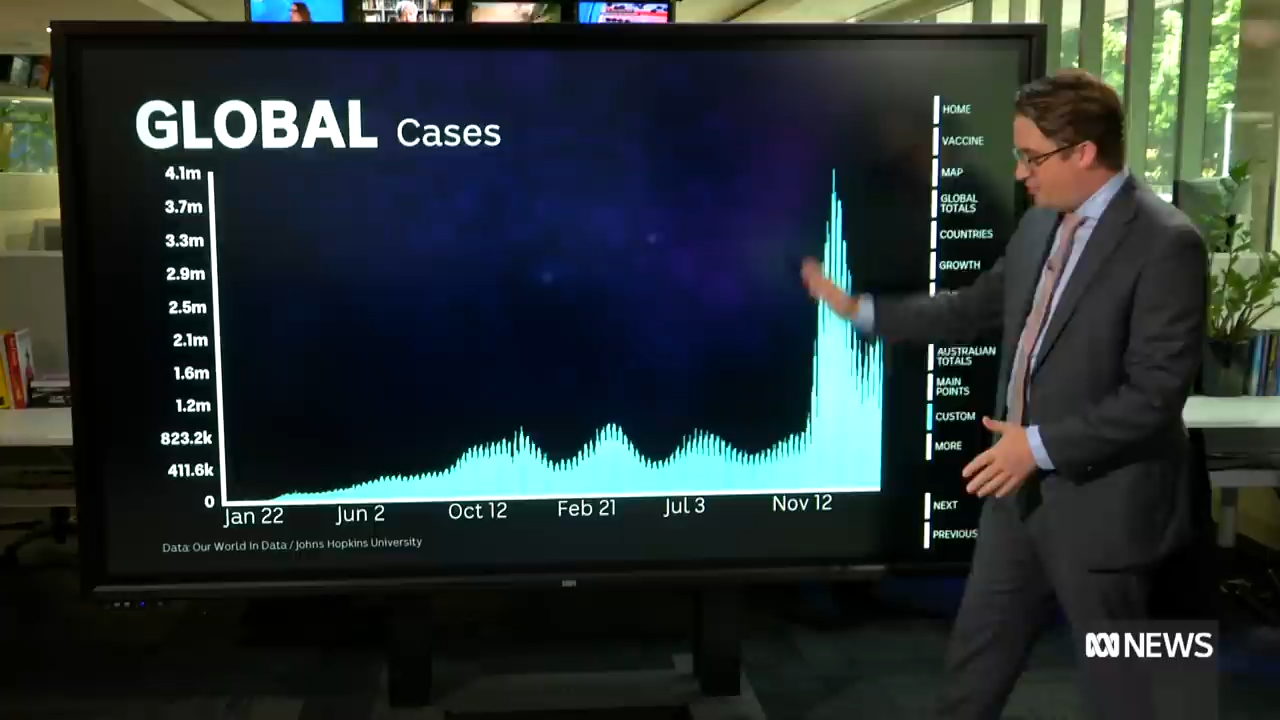 GLOBAL Cases
4.1m
3.7m
3.3m
2.9m
2.5m
2.1m
1.6m
1.2m
823.2k
411.6k
0
Jan 22 Jun 2 Oct 12 Feb 21 Jul 3 Nov 12
Data: Our World In Data / Johns Hopkins University
HOME
VACCINE
MAP
GLOBAL
TOTALS
COUNTRIES
GROWTH
AUSTRALIAN
TOTALS
MAIN
POINTS
CUSTOM
MORE
NEXT
PREVIOUS
NEWS